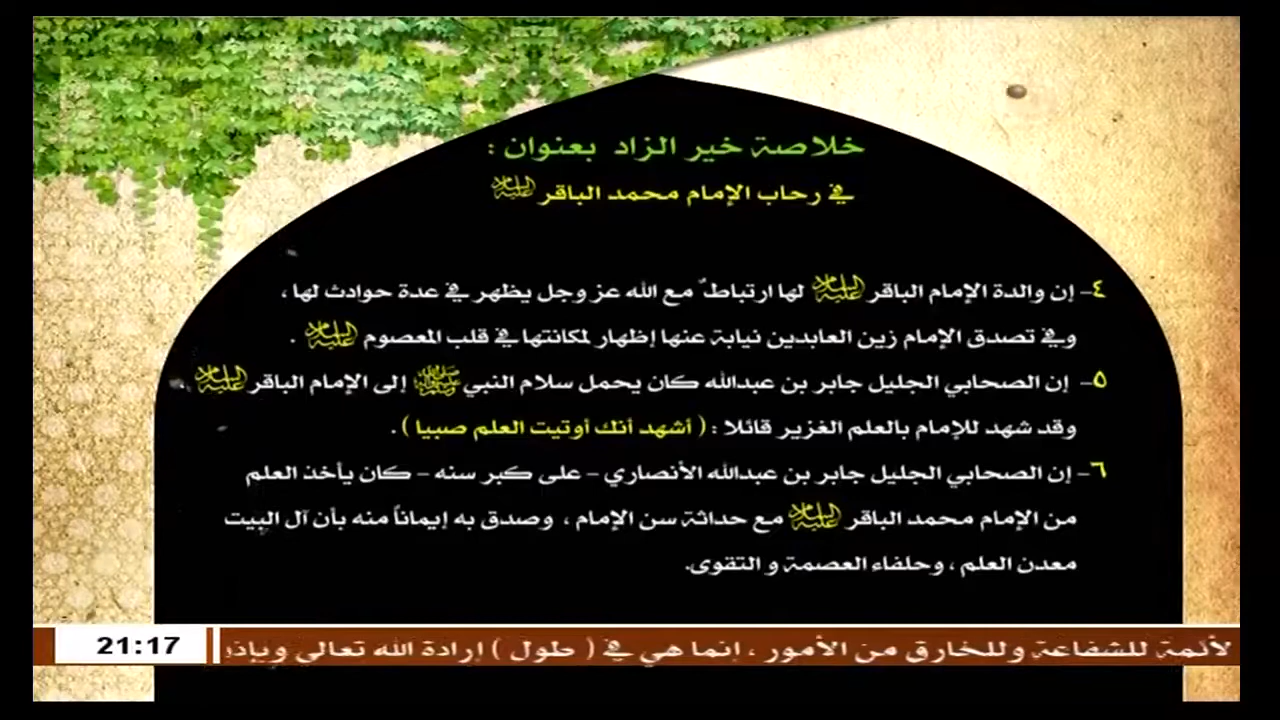 خلاصة خير الزاد بعنوان :
في رحاب الإمام محمد الباقر عليه السلام
٤- إن والدة الإمام الباقر عليه السلام لها ارتباطٌ مع الله عز وجل يظهر في عدة حوادث لها ،
وفي تصدق الإمام زين العابدين نيابة عنها إظهار لمكانتها في قلب المعصوم عليه السلام .
٥- إن الصحابي الجليل جابر بن عبدالله كان يحمل سلام النبي صلى الله عليه وآله وسلم إلى الإمام الباقر عليه السلام ،
وقد شهد للإمام بالعلم الغزير قائلا : ( أشهد أنك أوتيت العلم صبيا ) .
٦- إن الصحابي الجليل جابر بن عبدالله الأنصاري - على كبر سنه - كان يأخذ العلم
من الإمام محمد الباقر عليه السلام مع حداثة سن الإمام ، وصدق به إيماناً منه بأن آل البيت
معدن العلم ، وحلفاء العصمة و التقوى.
لأئمة للشفاعة وللخارق من الأمور ، إنما هي في ( طول ) إرادة الله تعالى وبإذ
21:17